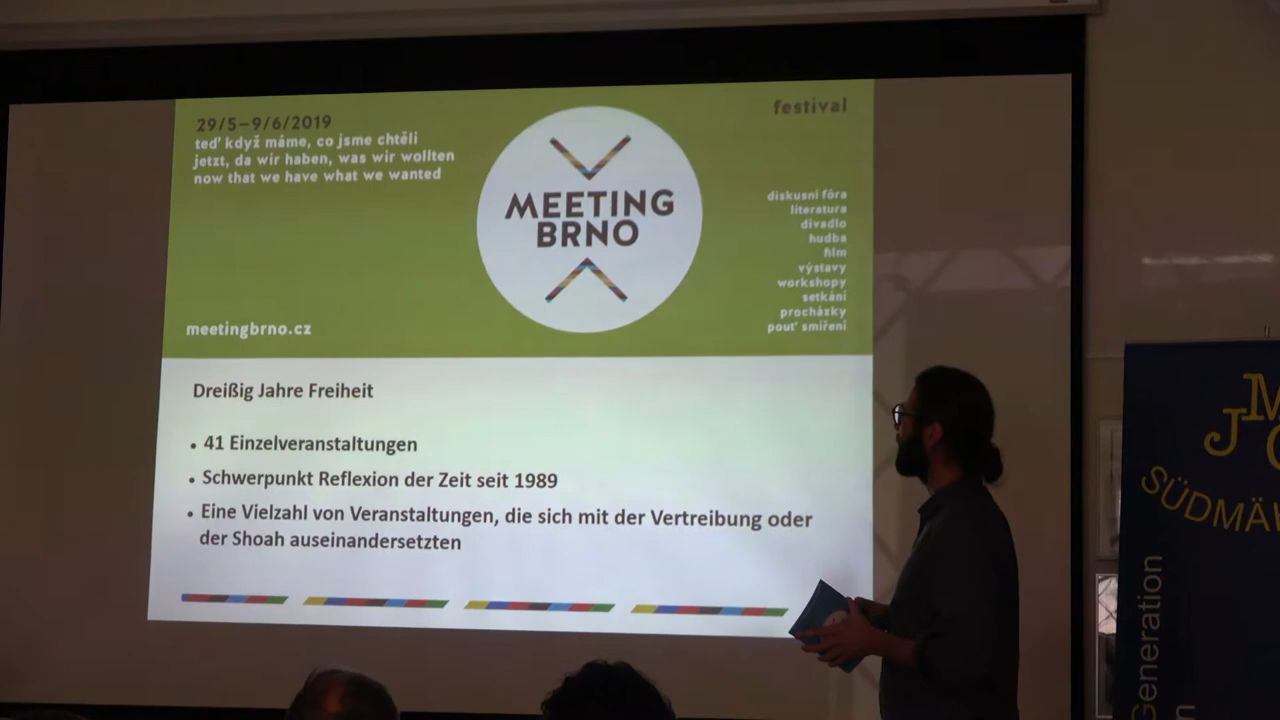 29/5–9/6/2019
teď když máme, co jsme chtěli
jetzt, da wir haben, was wir wollten
now that we have what we wanted
meetingbrno.cz
MEETING
BRNO
festival
diskusní fóra
literatura
divadlo
hudba
film
výstavy
workshopy
setkání
procházky
pouť smíření
Dreißig Jahre Freiheit
• 41 Einzelveranstaltungen
• Schwerpunkt Reflexion der Zeit seit 1989
• Eine Vielzahl von Veranstaltungen, die sich mit der Vertreibung oder
der Shoah auseinandersetzten
JM
SÜDMÄ
Generation